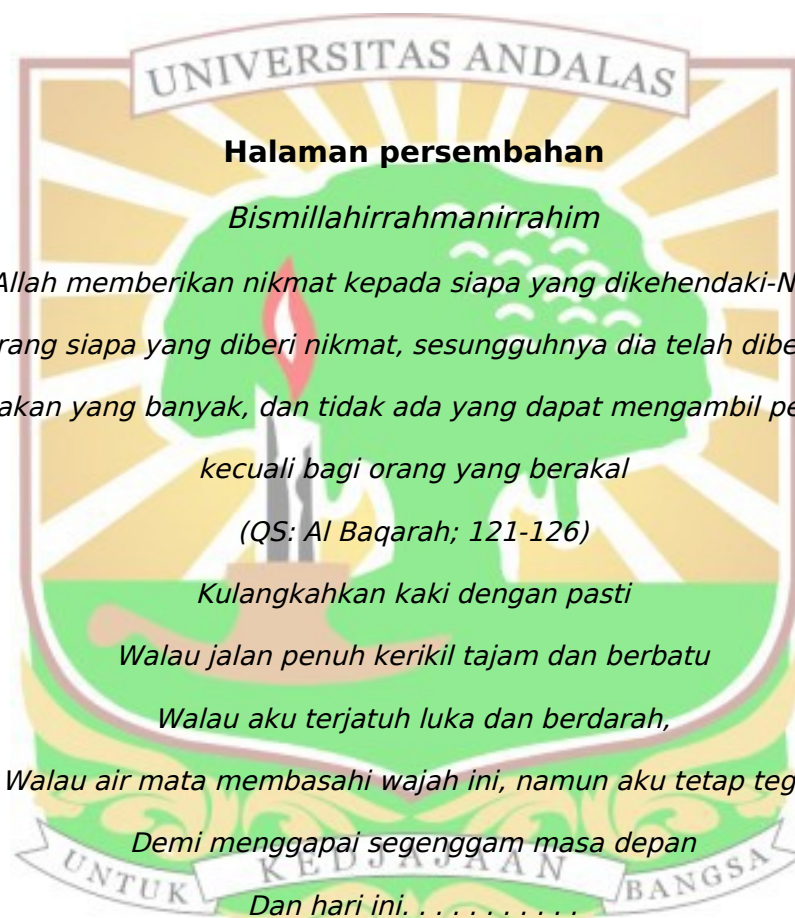 UNIVERSITAS ANDALAS
Halaman persembahan
Bismillahirrahmanirrahim
Allah memberikan nikmat kepada siapa yang dikehendaki-N
rang siapa yang diberi nikmat, sesungguhnya dia telah dibe
akan yang banyak, dan tidak ada yang dapat mengambil pe
kecuali bagi orang yang berakal
(QS: Al Baqarah; 121-126)
Kulangkahkan kaki dengan pasti
Walau jalan penuh kerikil tajam dan berbatu
Walau aku terjatuh luka dan berdarah,
Walau air mata membasahi wajah ini, namun aku tetap teg
Demi menggapai segenggam masa depan
UNTUK KEDJAJAAN BANGSA
Dan hari ini. . . . . . . . . . .